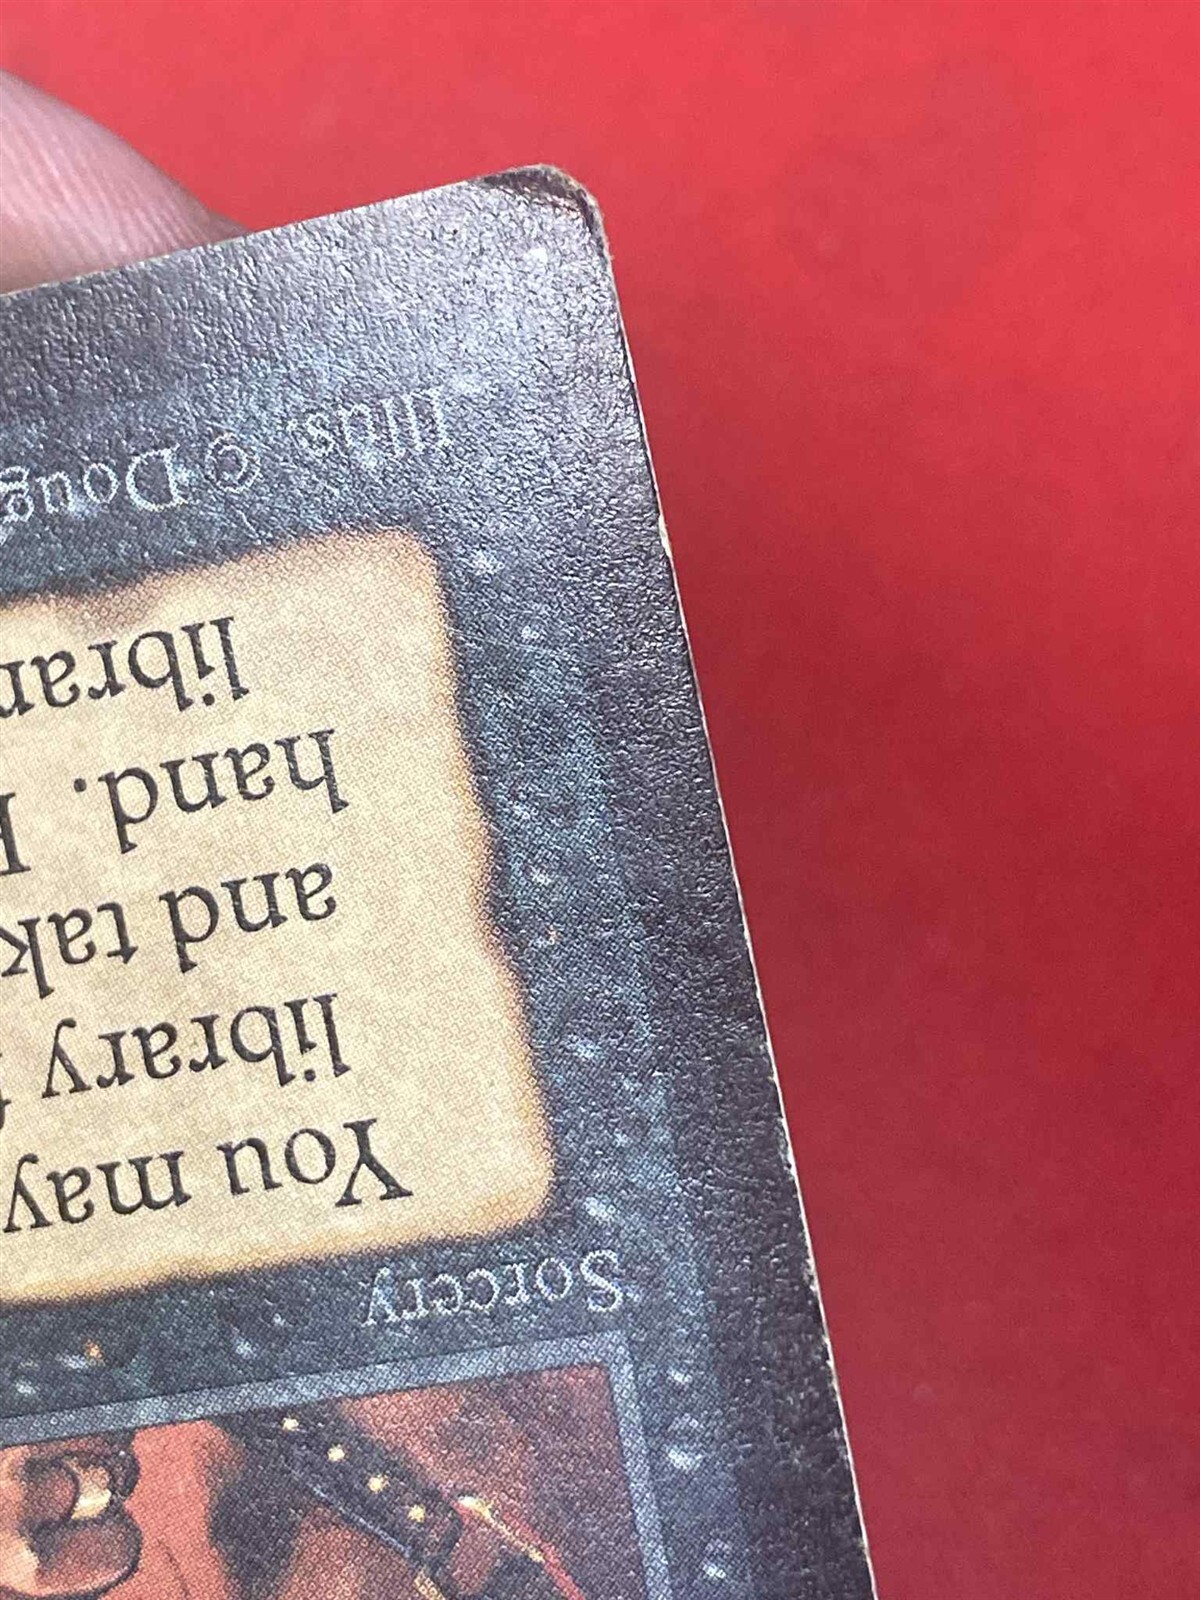 Sorcery
You may
library
and tak
hand.
librar
Illus. © Doug